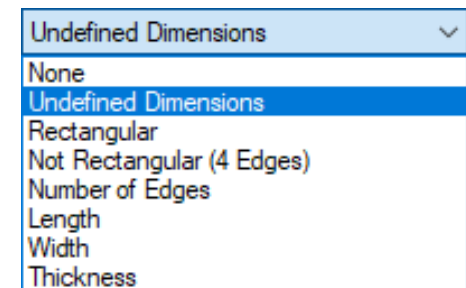 Undefined Dimensions
None
Undefined Dimensions
Rectangular
Not Rectangular (4 Edges)
Number of Edges
Length
Width
Thickness